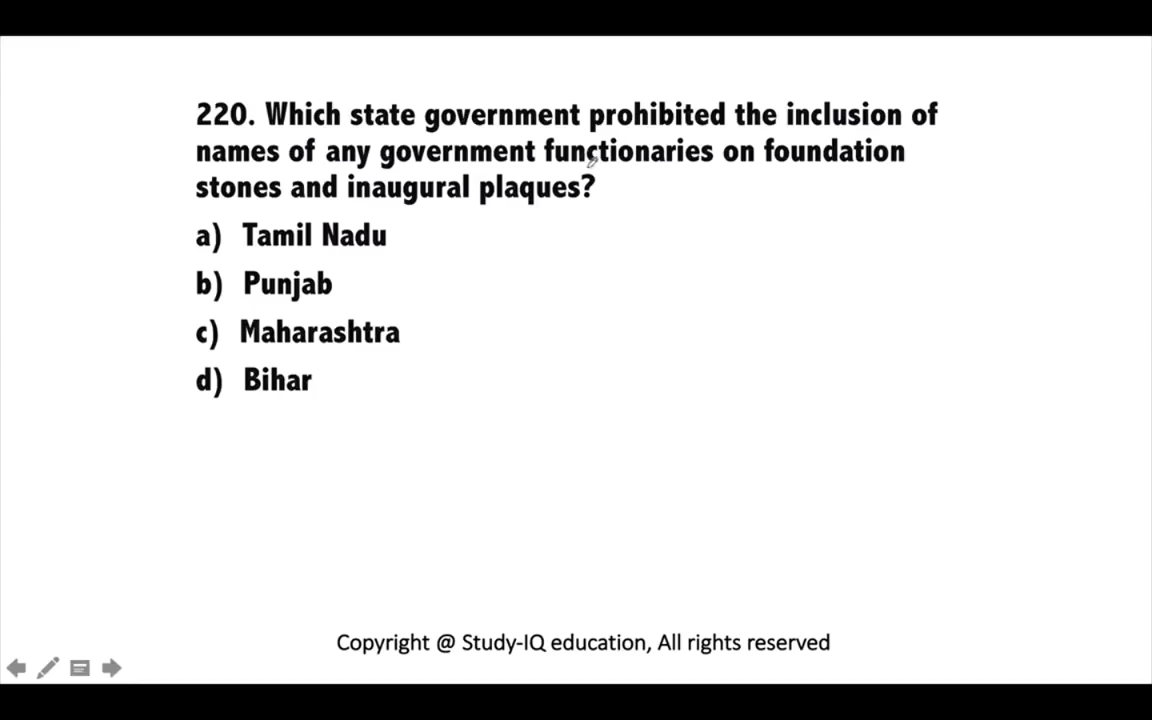 220. Which state government prohibited the inclusion of
names of any government functionaries on foundation
stones and inaugural plaques?
a) Tamil Nadu
b) Punjab
c) Maharashtra
d) Bihar
Copyright @ Study-IQ education, All rights reserved